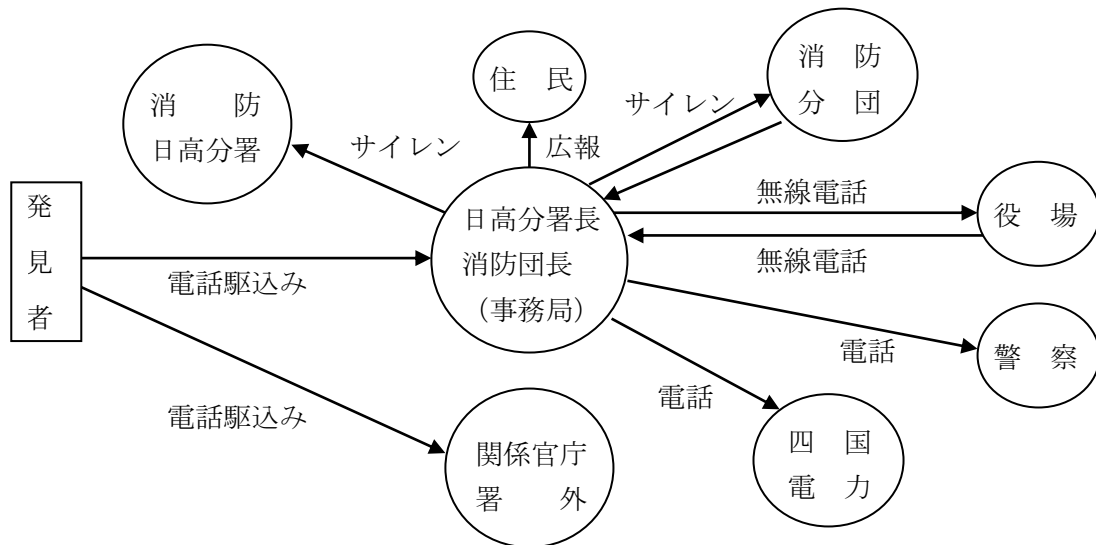 消　防
分　団
住　民
消　　防
日高分署
サイレン
サイレン
広報
無線電話
役　場
無線電話
発
見
者
日高分署長
消防団長
（事務局）
電話駆込み
電話
警　察
電話
電話駆込み
関係官庁
署　　外
四　国
電　力